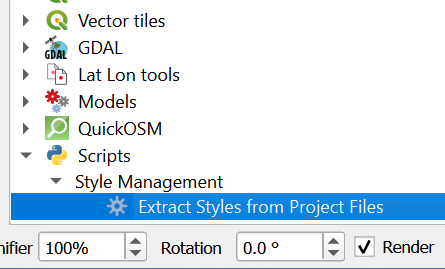 Vector tiles
GDAL GDAL
Lat Lon tools
Models
QuickOSM
Scripts
Style Management
Extract Styles from Project Files
nifier 100% Rotation 0.0 ° Render